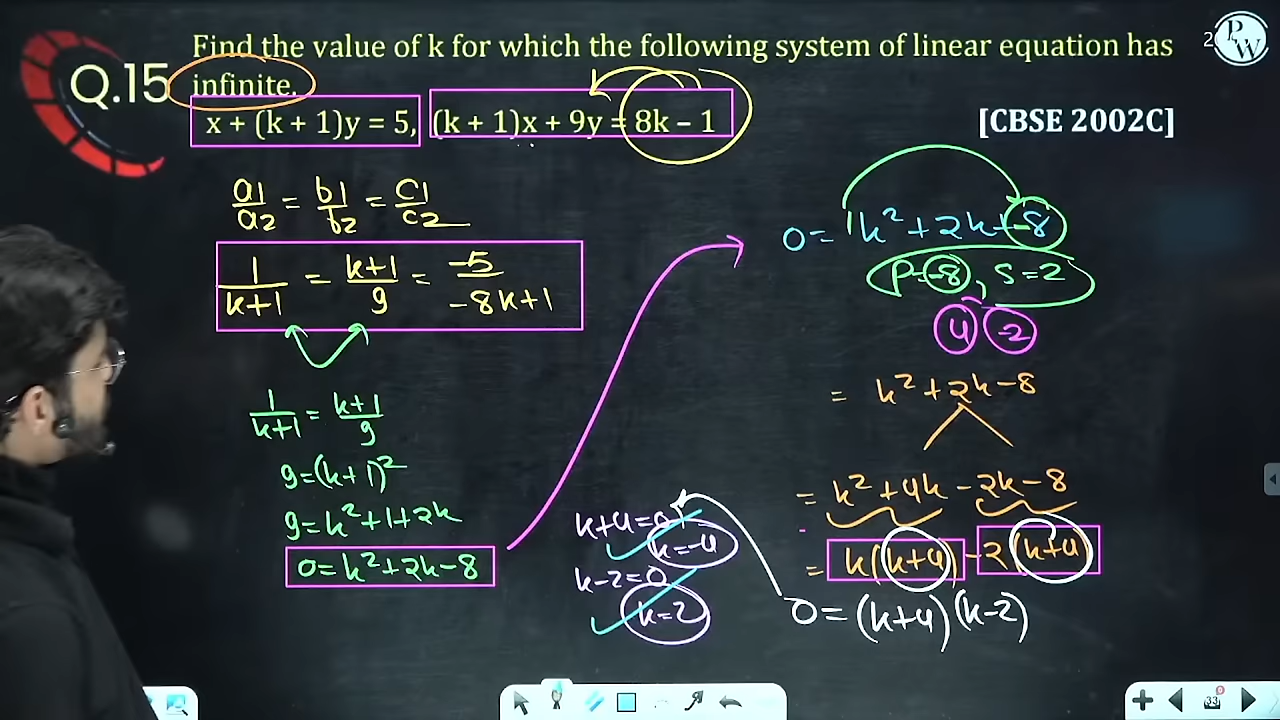 Find the value of k for which the following system of linear equation has
Q.15 infinite.
x + (k + 1)y = 5, (k + 1)x + 9y = 8k – 1
[CBSE 2002C]
2
PW
a1/a2 = b1/b2 = c1/c2
1/k+1 = k+1/9 = -5/-8k+1
1/k+1 = k+1/9
9=(k+1)²
9=k²+1+2k
0=k²+2k-8
0= 1k²+2k+-8
P=-8, S=2
4 -2
= k²+2k-8
= k²+4k-2k-8
= k(k+4)-2(k+4)
0=(k+4)(k-2)
k+4=0
k=-4
k-2=0
k=2
33